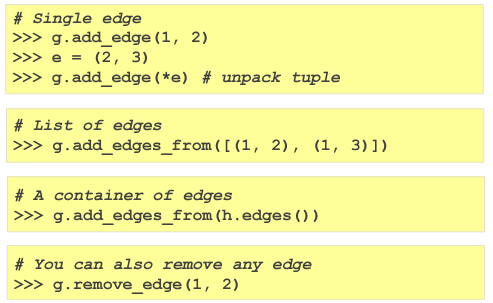 # Single edge
>>> g.add_edge(1, 2)
>>> e = (2, 3)
>>> g.add_edge(*e) # unpack tuple
# List of edges
>>> g.add_edges_from([(1, 2), (1, 3)])
# A container of edges
>>> g.add_edges_from(h.edges())
# You can also remove any edge
>>> g.remove_edge(1, 2)